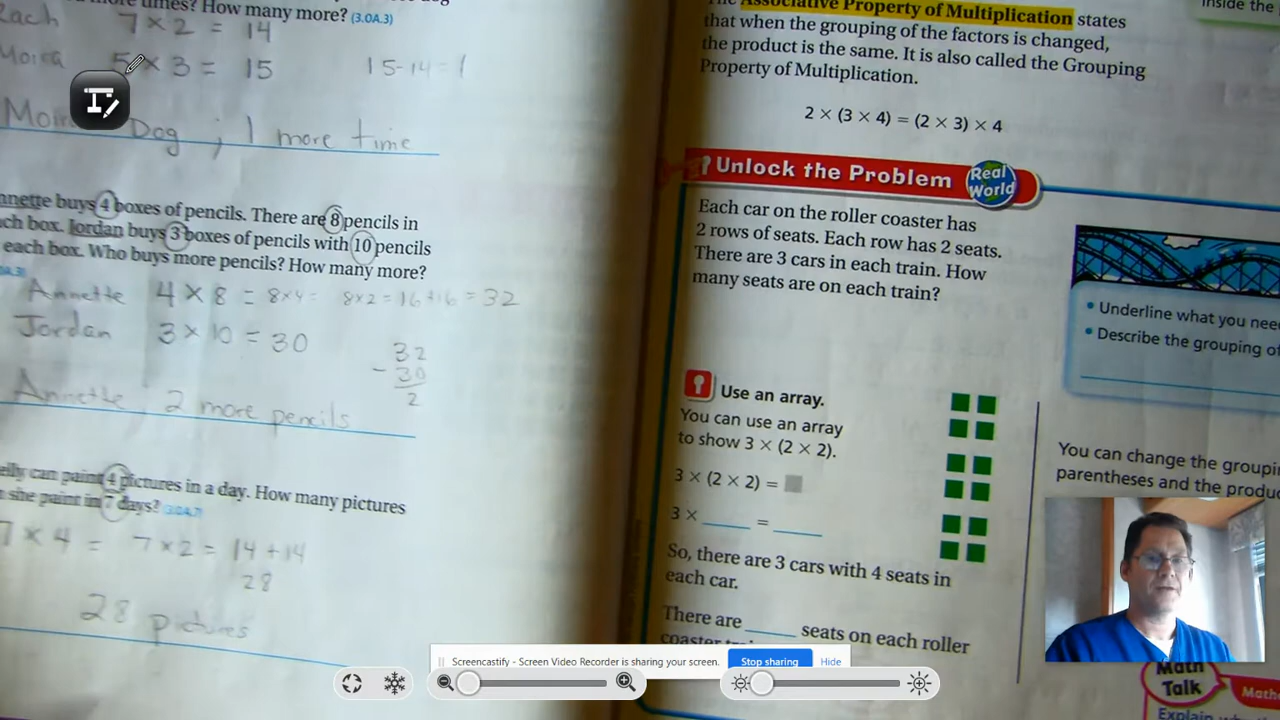 times? How many more? (3.OA.3)
7 × 2 = 14
Moira 5 × 3 = 15 15-14=1
Dog ; 1 more time
buys 4 boxes of pencils. There are 8 pencils in
box. Jordan buys 3 boxes of pencils with 10 pencils
each box. Who buys more pencils? How many more?
Annette 4 × 8 = 8×4= 8×2=16+16=32
Jordan 3 × 10 = 30
32
- 30
2
Annette, 2 more pencils
can paint 4 pictures in a day. How many pictures
she paint in 7 days? (3.OA.7)
7 × 4 = 7×2= 14+14
28
28 pictures
Associative Property of Multiplication states
that when the grouping of the factors is changed,
the product is the same. It is also called the Grouping
Property of Multiplication.
2 × (3 × 4) = (2 × 3) × 4
Unlock the Problem
Real
World
Each car on the roller coaster has
2 rows of seats. Each row has 2 seats.
There are 3 cars in each train. How
many seats are on each train?
Use an array.
You can use an array
to show 3 × (2 × 2).
3 × (2 × 2) =
3 × ____ = ____
So, there are 3 cars with 4 seats in
each car.
There are ____ seats on each roller
coaster
inside the
• Underline what you
• Describe the grouping
You can change the
parentheses and the
Math
Talk
Screencastify - Screen Video Recorder is sharing your screen.
Stop sharing
Hide